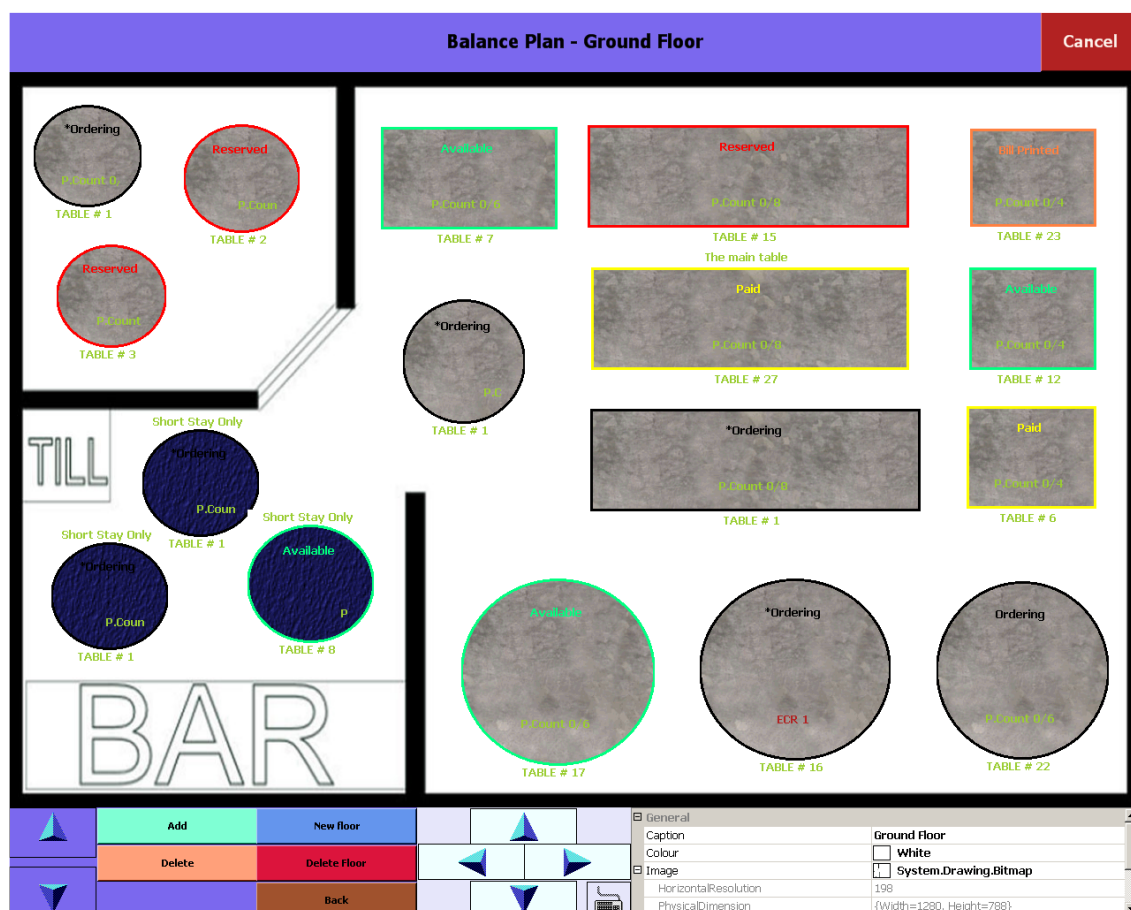 Balance Plan - Ground Floor
Cancel
*Ordering
P.Count 0
TABLE # 1
Reserved
P.Coun
TABLE # 2
Reserved
P.Count
TABLE # 3
Available
P.Count 0/6
TABLE # 7
Reserved
P.Count 0/8
TABLE # 15
Bill Printed
P.Count 0/4
TABLE # 23
The main table
Paid
P.Count 0/8
TABLE # 27
Available
P.Count 0/4
TABLE # 12
*Ordering
P.C
TABLE # 1
*Ordering
P.Count 0/8
TABLE # 1
Paid
P.Count 0/4
TABLE # 6
TILL
Short Stay Only
*Ordering
P.Coun
TABLE # 1
Short Stay Only
*Ordering
P.Coun
TABLE # 1
Short Stay Only
Available
P
TABLE # 8
BAR
Available
P.Count 0/6
TABLE # 17
*Ordering
ECR 1
TABLE # 16
Ordering
P.Count 0/6
TABLE # 22
Add
New floor
Delete
Delete Floor
Back
General
Caption Ground Floor
Colour White
Image System.Drawing.Bitmap
HorizontalResolution 198
PhysicalDimension {Width=1280, Height=788}